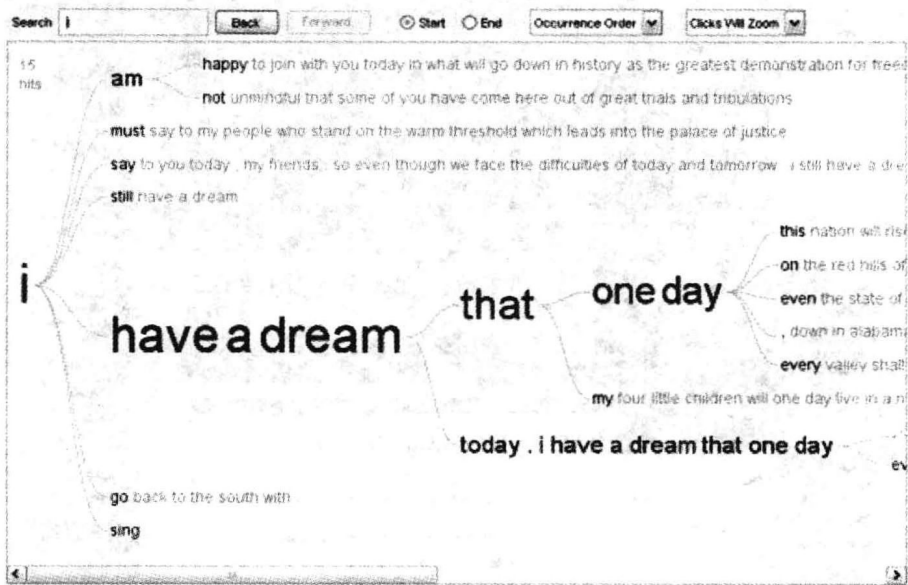 Search i Back Forward Start End Occurrence Order Clicks Will Zoom
15 hits
am
happy to join with you today in what will go down in history as the greatest demonstration for freed
not unmindful that some of you have come here out of great trials and tribulations
must say to my people who stand on the warm threshold which leads into the palace of justice
say to you today , my friends , so even though we face the difficulties of today and tomorrow , i still have a dre
still have a dream
i
have a dream
that
one day
this nation will rise
on the red hills of
even the state of
, down in alabama
every valley shall
my four little children will one day live in a n
today . i have a dream that one day
ev
go back to the south with
sing